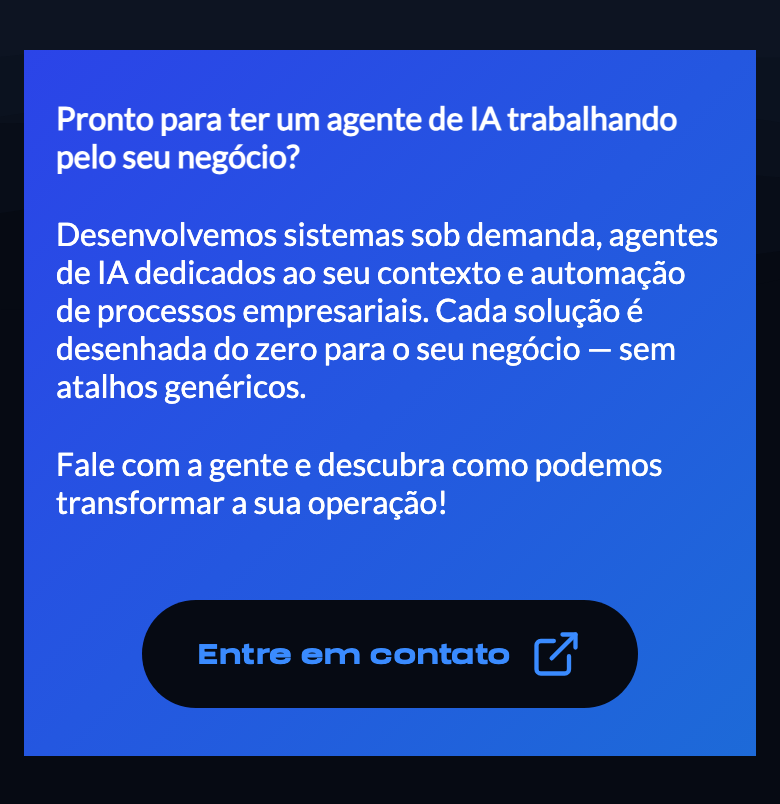 Pronto para ter um agente de IA trabalhando
pelo seu negócio?
Desenvolvemos sistemas sob demanda, agentes
de IA dedicados ao seu contexto e automação
de processos empresariais. Cada solução é
desenhada do zero para o seu negócio — sem
atalhos genéricos.
Fale com a gente e descubra como podemos
transformar a sua operação!
Entre em contato